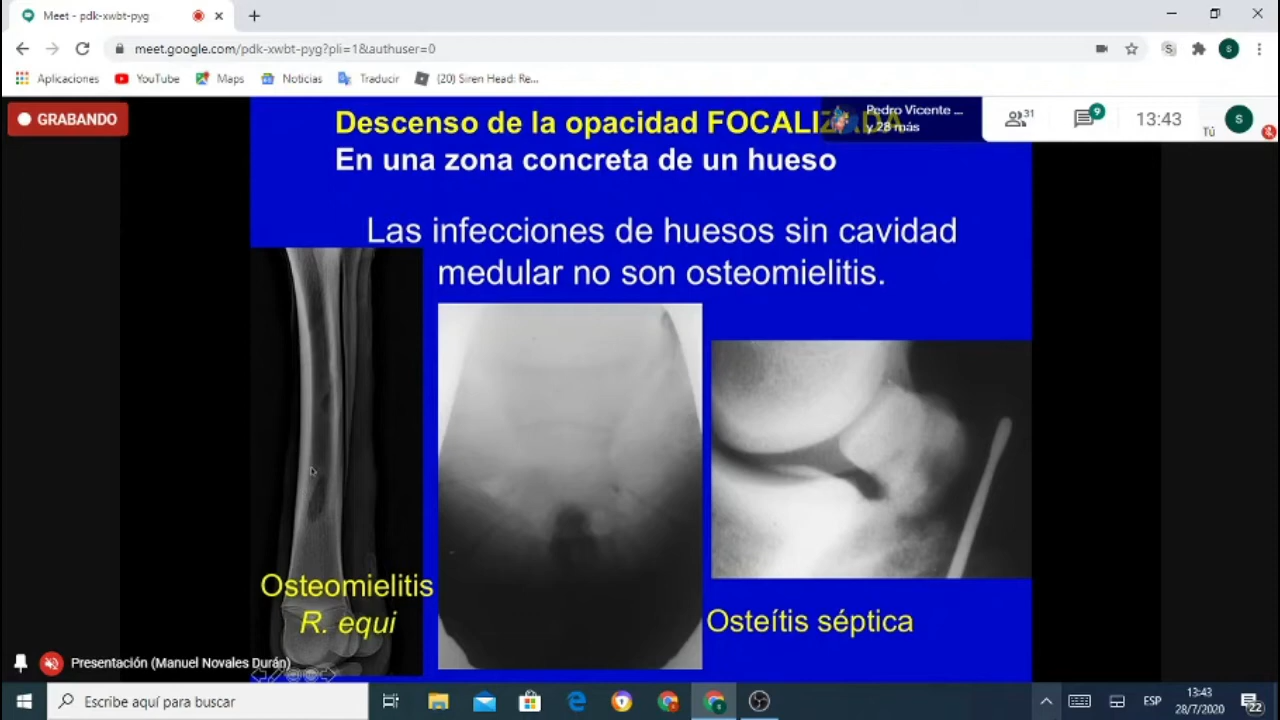 Meet - pdk-xwbt-pyg
meet.google.com/pdk-xwbt-pyg?pli=1&authuser=0
Aplicaciones
YouTube
Maps
Noticias
Traducir
(20) Siren Head: Re...
GRABANDO
Pedro Vicente ...
y 28 más
31
9
13:43
Tú
S
Descenso de la opacidad FOCALIZADA
En una zona concreta de un hueso
Las infecciones de huesos sin cavidad
medular no son osteomielitis.
Osteomielitis
R. equi
Osteítis séptica
Presentación (Manuel Novales Durán)
Escribe aquí para buscar
ESP
13:43
28/7/2020
22